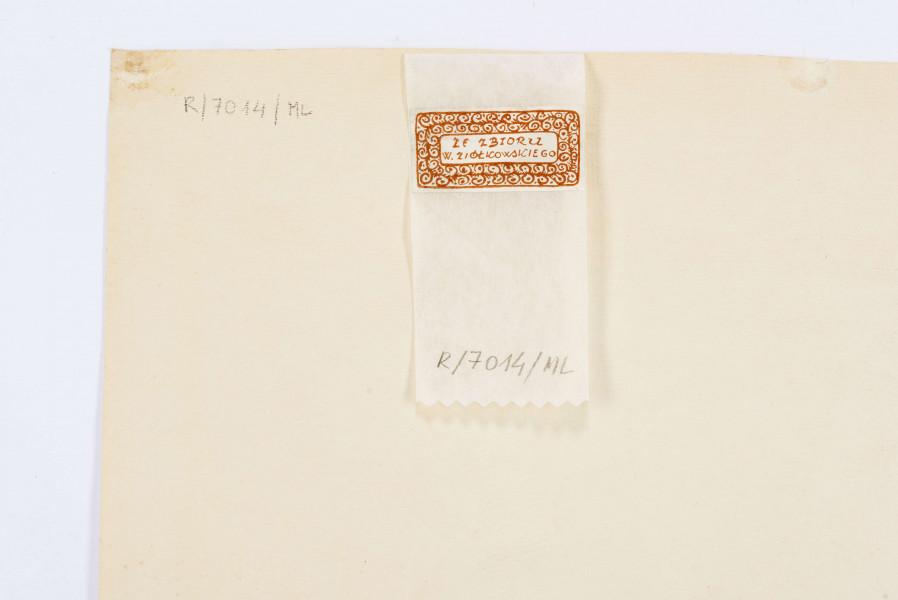 R/7014/ML
ZE ZBIORU
W. ZIÓŁKOWSKIEGO
R/7014/ML